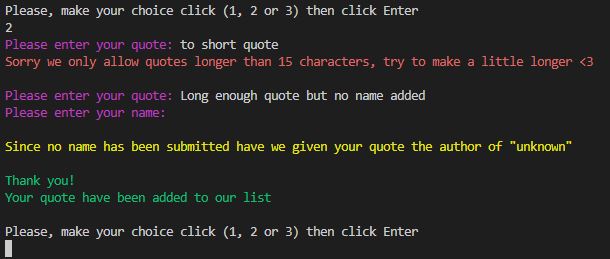 Please, make your choice click (1, 2 or 3) then click Enter
2
Please enter your quote: to short quote
Sorry we only allow quotes longer than 15 characters, try to make a little longer <3
Please enter your quote: Long enough quote but no name added
Please enter your name:
Since no name has been submitted have we given your quote the author of "unknown"
Thank you!
Your quote have been added to our list
Please, make your choice click (1, 2 or 3) then click Enter